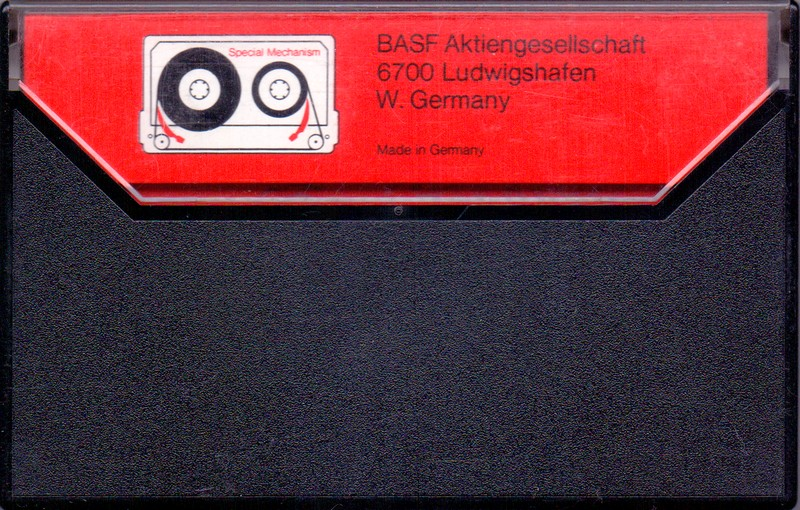 Special Mechanism
BASF Aktiengesellschaft
6700 Ludwigshafen
W. Germany
Made in Germany